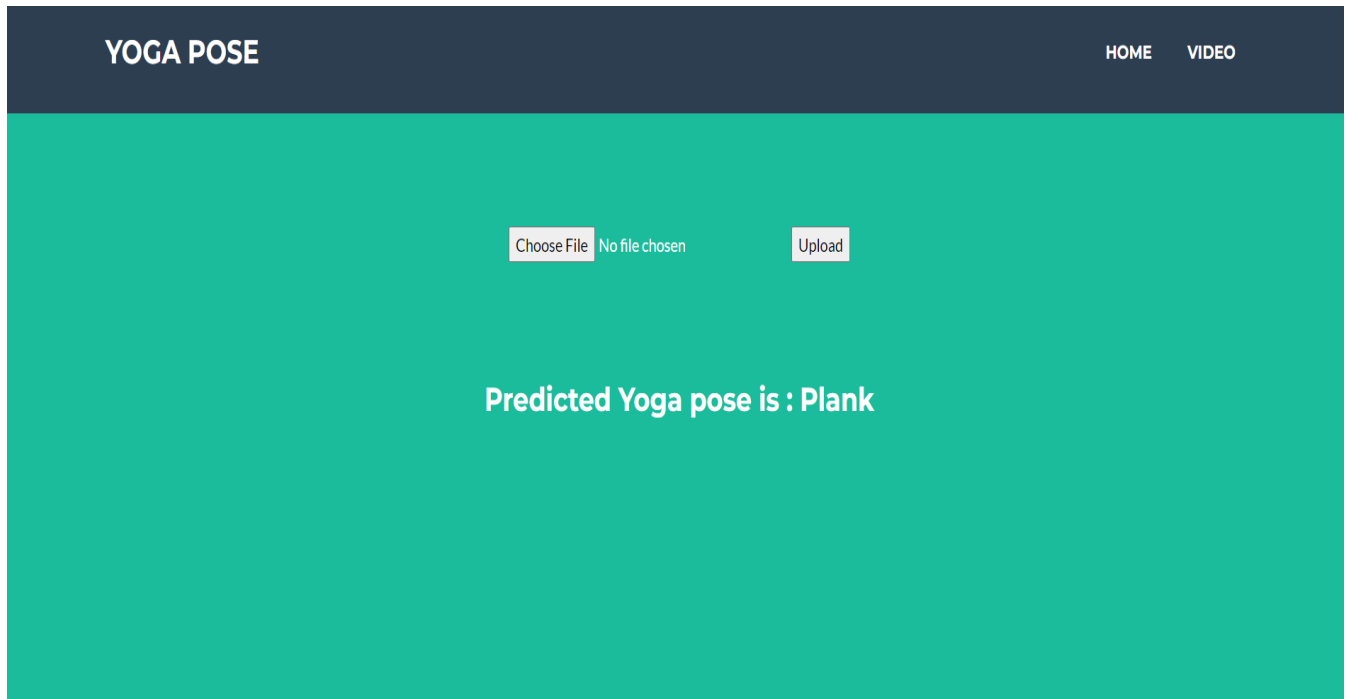 YOGA POSE
HOME VIDEO
Choose File No file chosen Upload
Predicted Yoga pose is : Plank